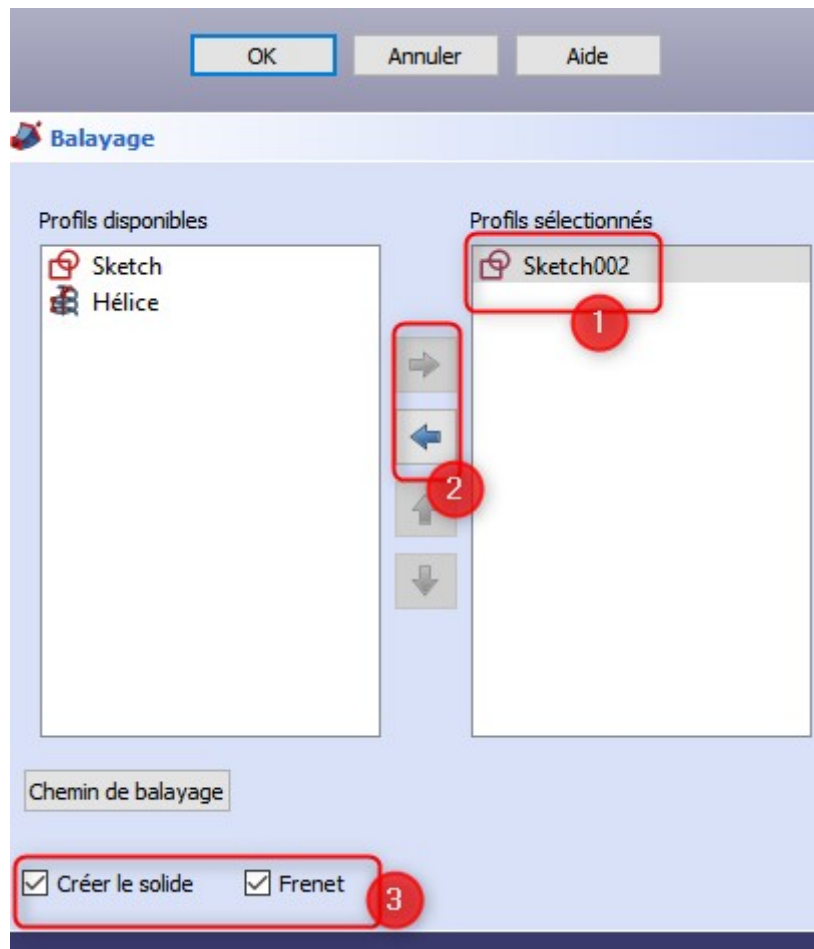 OK Annuler Aide
Balayage
Profils disponibles Profils sélectionnés
Sketch Sketch002
Hélice
1
2
Chemin de balayage
Créer le solide Frenet
3